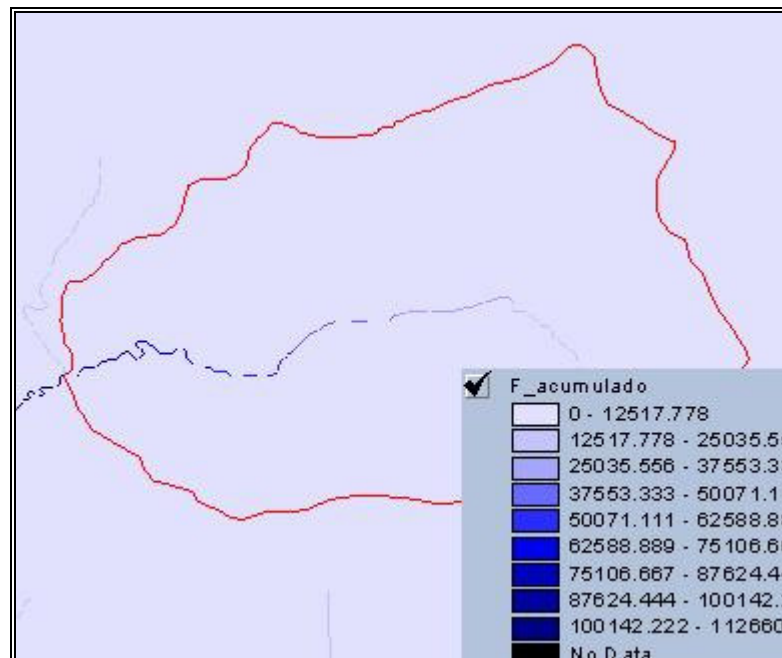 F_acumulado
0 - 12517.778
12517.778 - 25035.5
25035.556 - 37553.3
37553.333 - 50071.1
50071.111 - 62588.8
62588.889 - 75106.6
75106.667 - 87624.4
87624.444 - 100142.
100142.222 - 112660
No Data